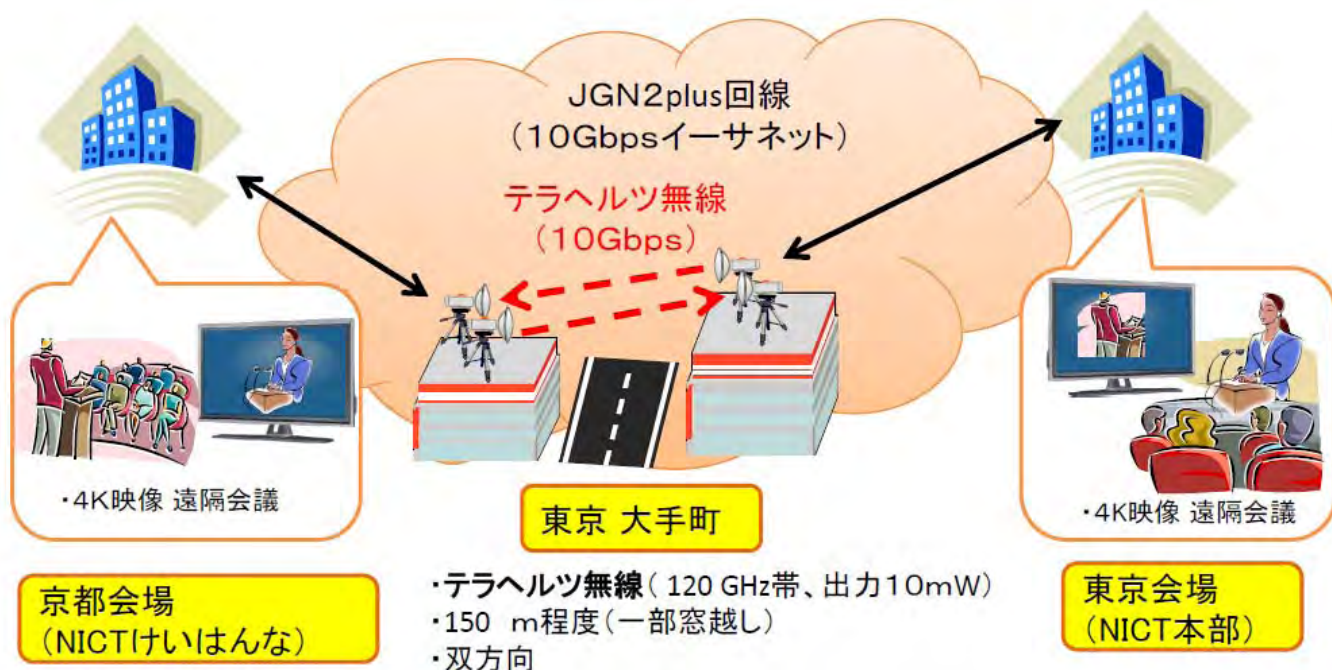 JGN2plus回線
（10Gbpsイーサネット）
テラヘルツ無線
（10Gbps）
・4K映像 遠隔会議
・4K映像 遠隔会議
東京 大手町
京都会場
（NICTけいはんな）
・テラヘルツ無線（ 120 GHz帯、出力10mW）
・150 m程度（一部窓越し）
・双方向
東京会場
（NICT本部）